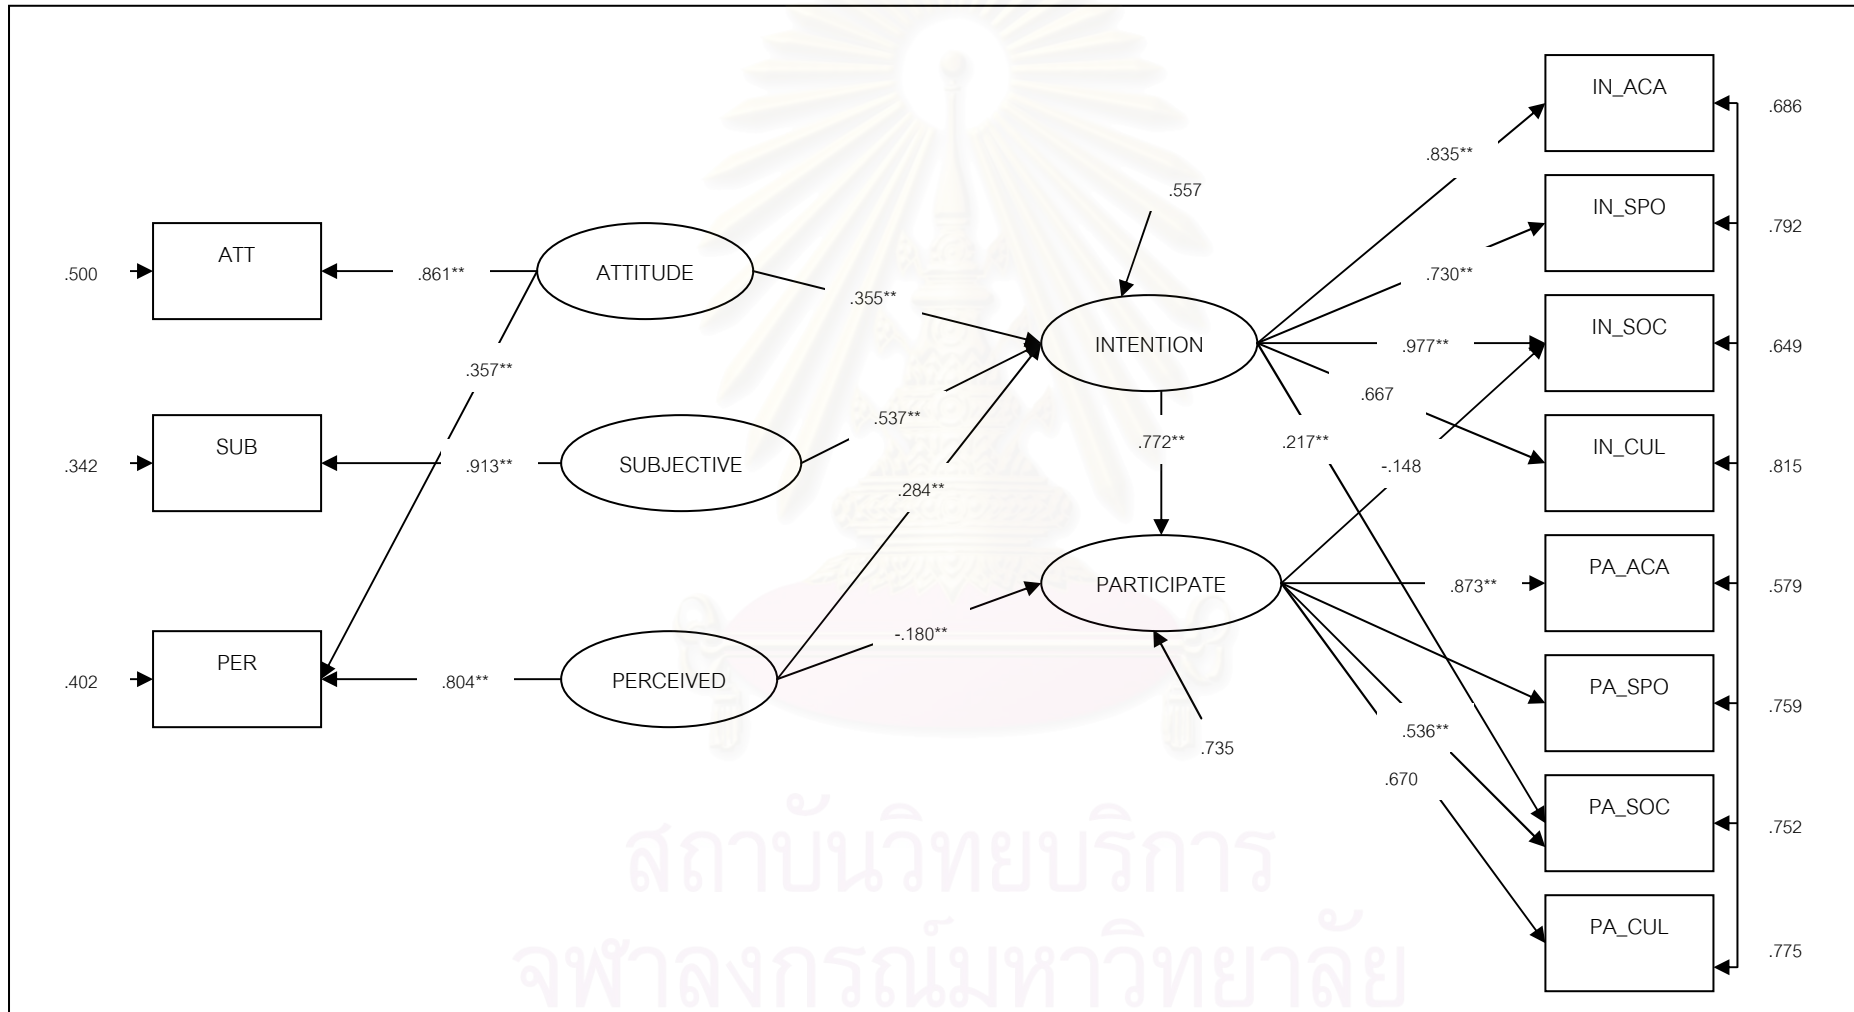 IN_ACA
.686
.835**
.557
IN_SPO
.792
ATT
.500
.861**
ATTITUDE
.730**
.355**
INTENTION
IN_SOC
.977**
.649
.357**
.667
SUB
.342
.913**
SUBJECTIVE
.537**
.772**
.217**
IN_CUL
-.148
.815
.284**
PARTICIPATE
PA_ACA
.873**
.579
-.180**
PER
.402
.804**
PERCEIVED
PA_SPO
.759
.536**
.735
.670
PA_SOC
.752
สถาบันวิทยบริการ
PA_CUL
.775
จุฬาลงกรณ์มหาวิทยาลัย